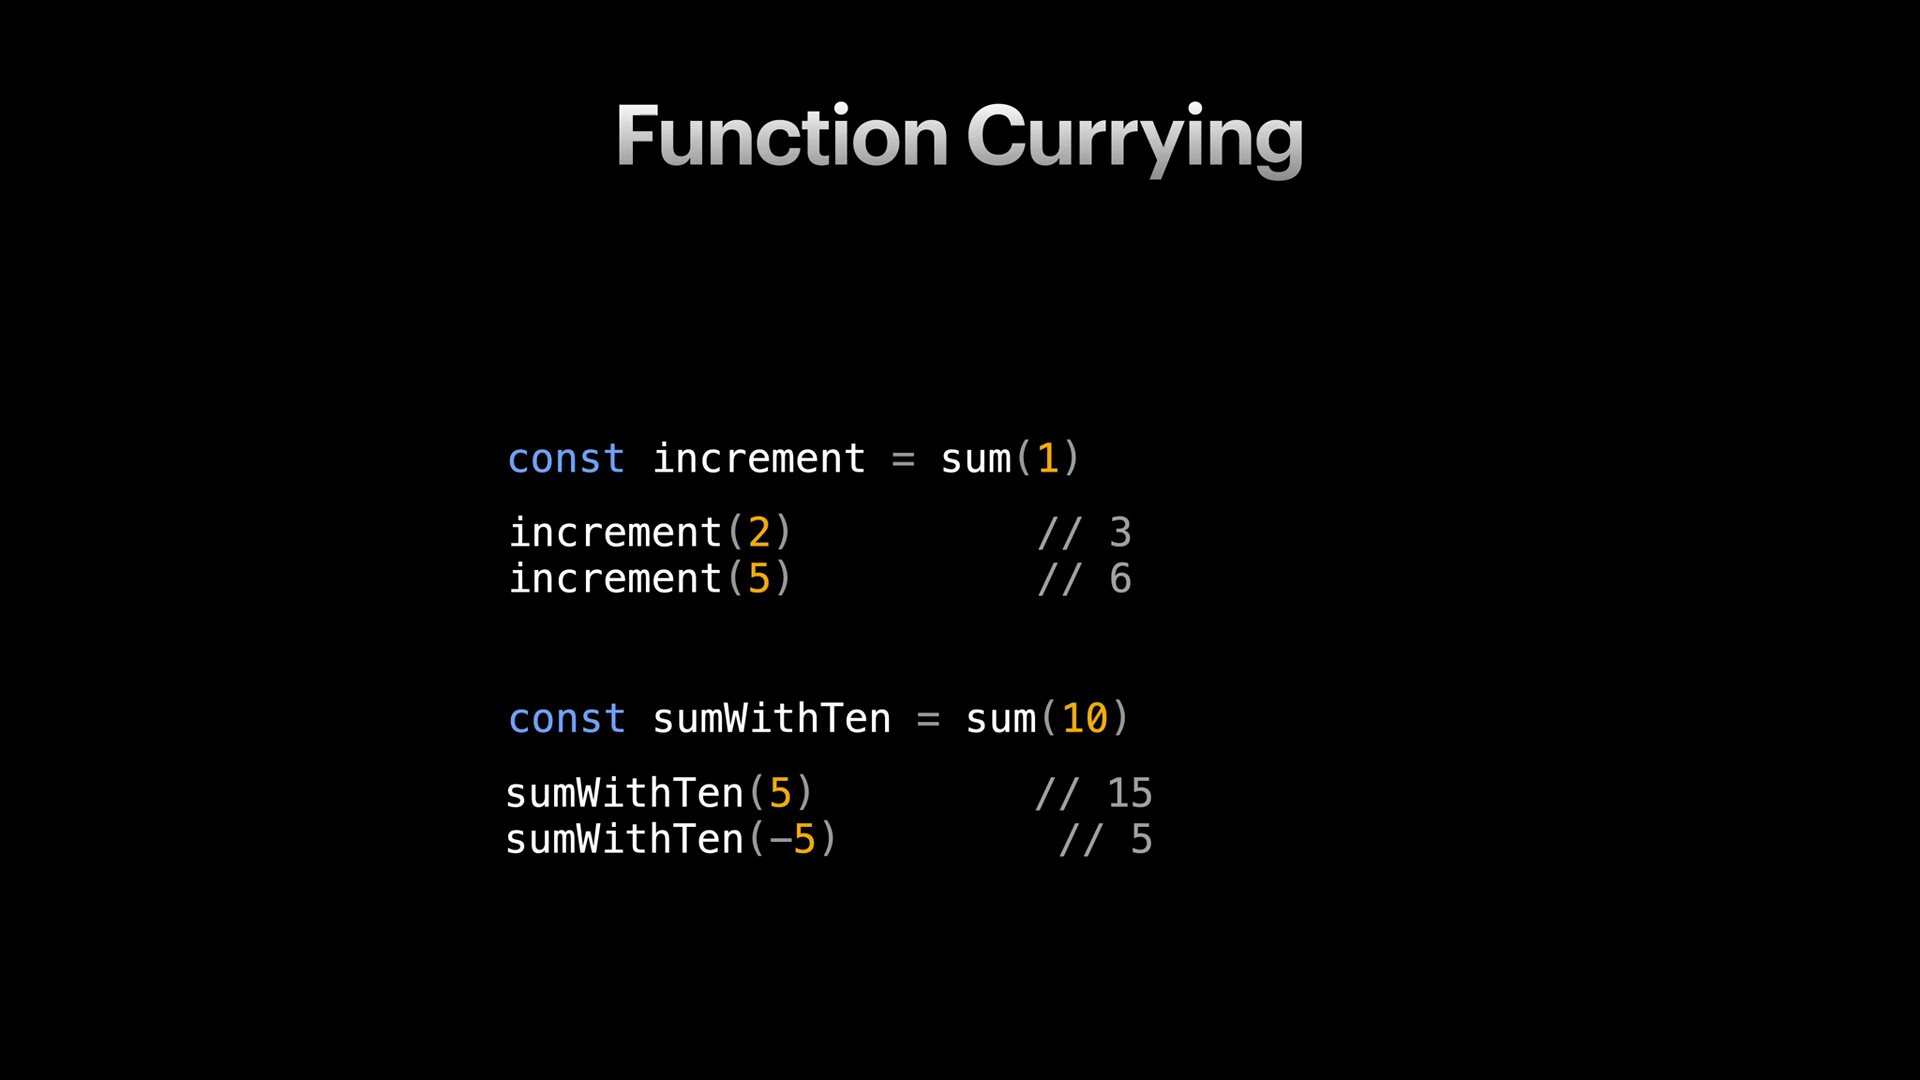 Function Currying
const increment = sum(1)
increment(2) // 3
increment(5) // 6
const sumWithTen = sum(10)
sumWithTen(5) // 15
sumWithTen(-5) // 5